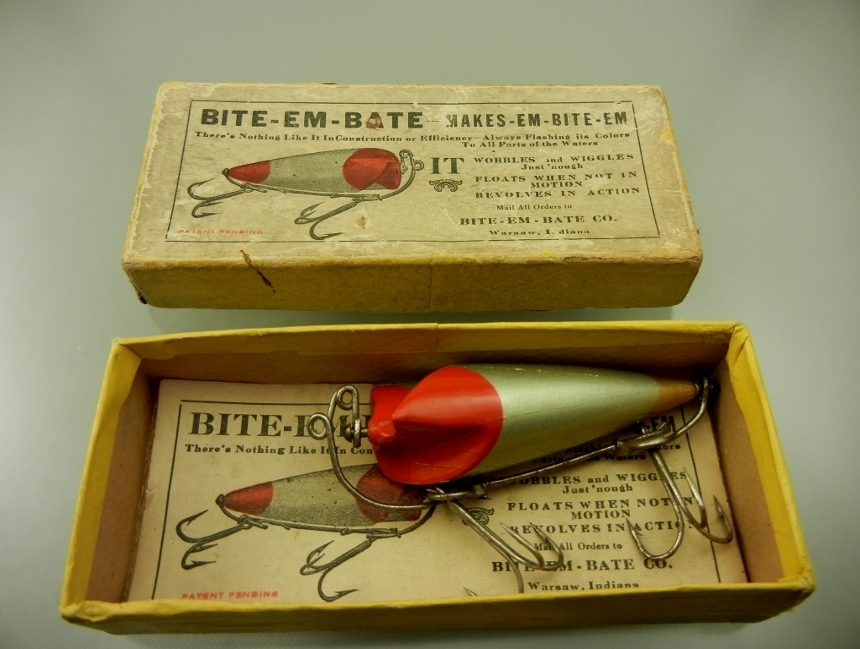 BITE-EM-BATE - MAKES-EM-BITE-EM
There's Nothing Like It In Construction or Efficiency - Always Flashing its Colors
To All Parts of the Waters
IT WOBBLES and WIGGLES
Just 'nough
FLOATS WHEN NOT IN
MOTION
REVOLVES IN ACTION
Mail All Orders to
BITE-EM-BATE CO.
Warsaw, Indiana
PATENT PENDING
BITE-E
There's Nothing Like It In Con
WOBBLES and WIGGLES
Just 'nough
FLOATS WHEN NOT IN
MOTION
REVOLVES IN ACTIO
Mail All Orders to
BITE-EM-BATE CO.
Warsaw, Indiana
PATENT PENDING